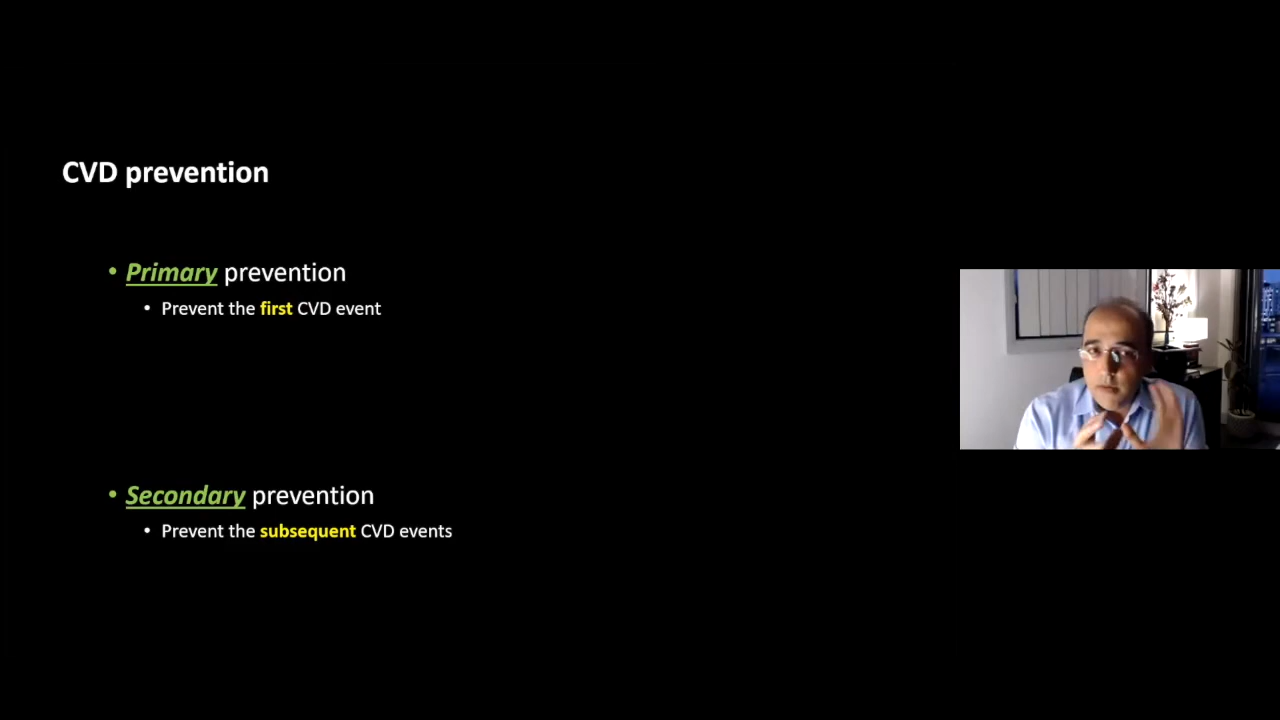 CVD prevention
• Primary prevention
• Prevent the first CVD event
• Secondary prevention
• Prevent the subsequent CVD events